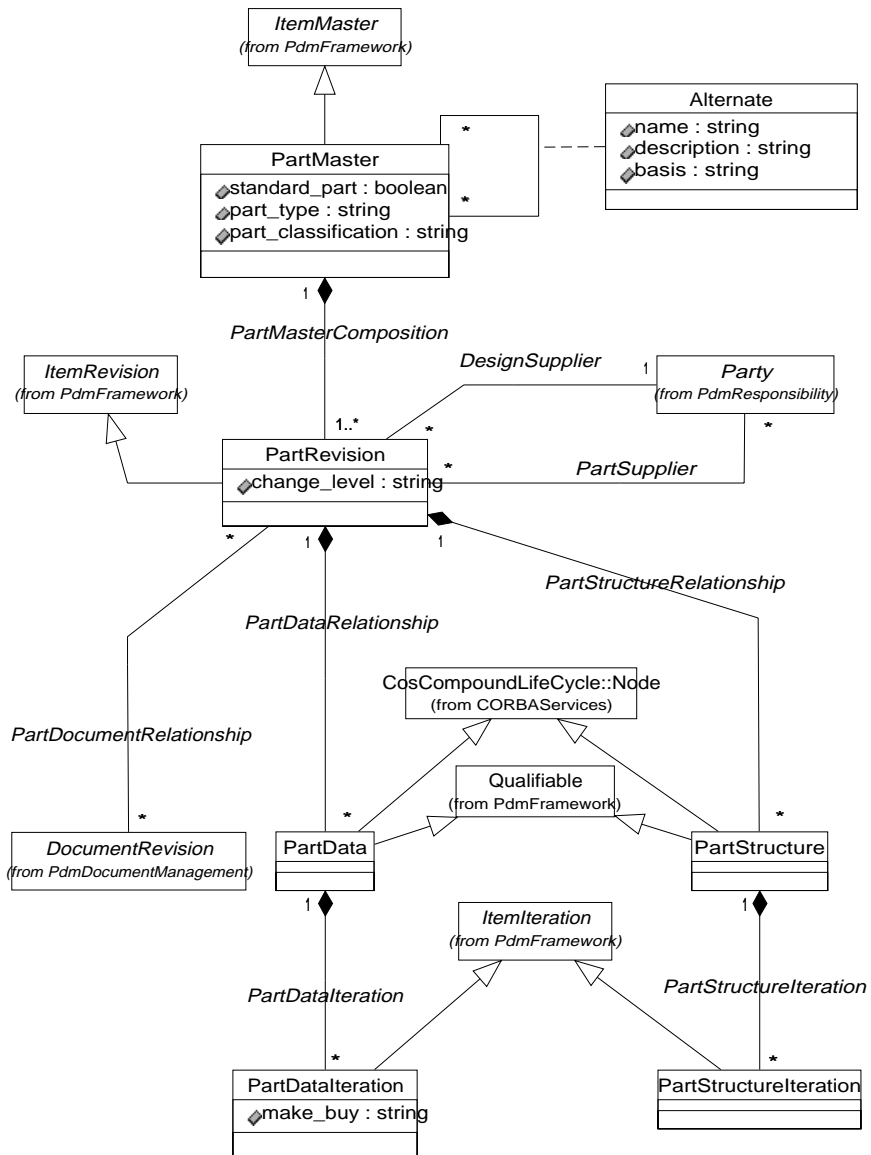 ItemMaster
(from PdmFramework)
Alternate
name : string
description : string
basis : string
*
*
PartMaster
standard_part : boolean
part_type : string
part_classification : string
1
PartMasterComposition
ItemRevision
(from PdmFramework)
DesignSupplier
1
Party
(from PdmResponsibility)
1..*
*
*
PartRevision
change_level : string
*
PartSupplier
*
1
1
PartStructureRelationship
PartDataRelationship
CosCompoundLifeCycle::Node
(from CORBAServices)
PartDocumentRelationship
Qualifiable
(from PdmFramework)
*
*
*
DocumentRevision
(from PdmDocumentManagement)
PartData
PartStructure
1
1
ItemIteration
(from PdmFramework)
PartDataIteration
PartStructureIteration
*
*
PartDataIteration
make_buy : string
PartStructureIteration